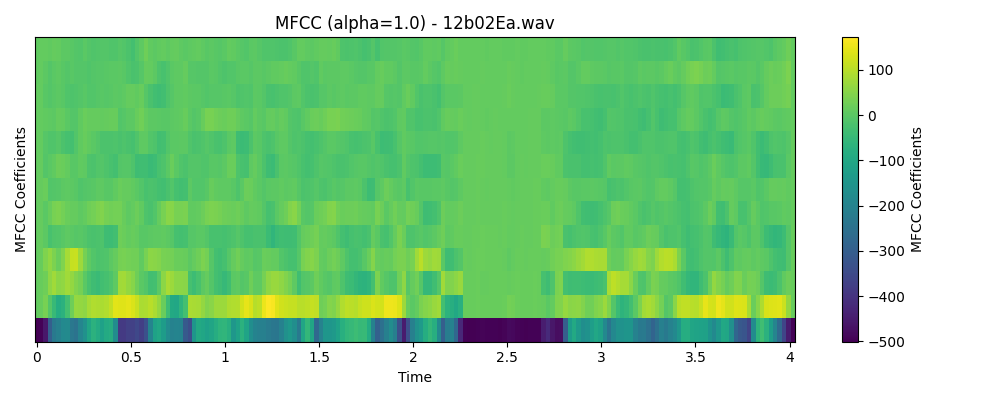 MFCC (alpha=1.0) - 12b02Ea.wav
MFCC Coefficients
0 0.5 1 1.5 2 2.5 3 3.5 4
Time
100
0
−100
−200
−300
−400
−500
MFCC Coefficients